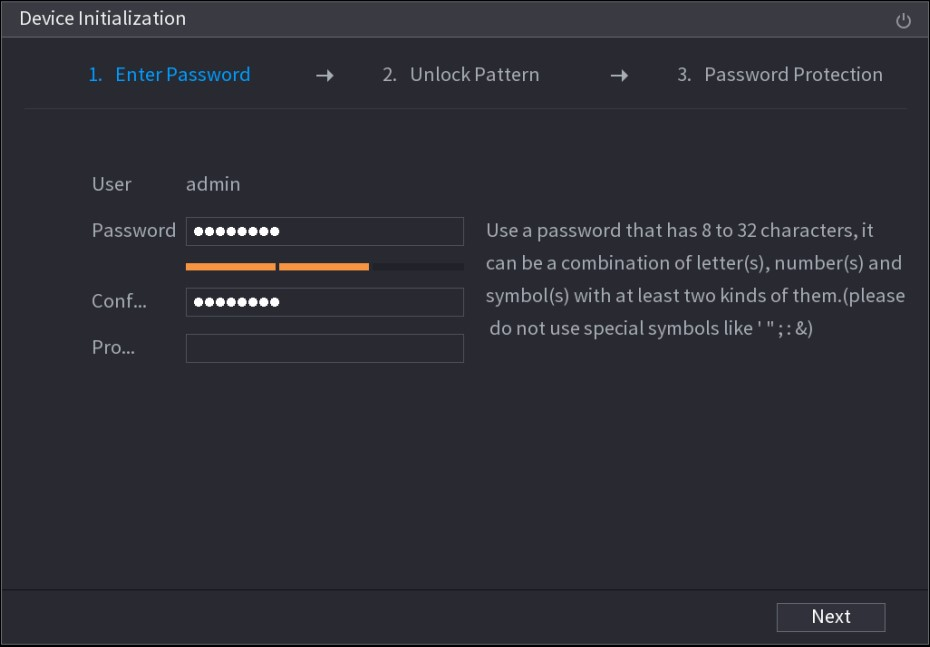 Device Initialization
1. Enter Password → 2. Unlock Pattern → 3. Password Protection
User admin
Password ●●●●●●●● Use a password that has 8 to 32 characters, it
can be a combination of letter(s), number(s) and
Conf... ●●●●●●●● symbol(s) with at least two kinds of them.(please
do not use special symbols like ' " ; : &)
Pro...
Next